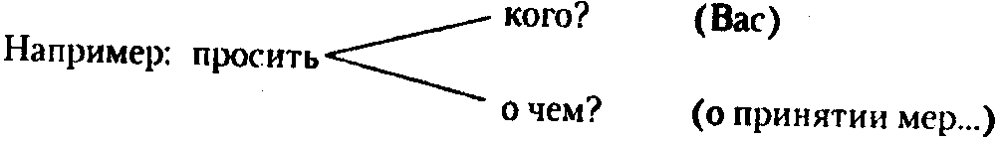 кого? (Вас)
Например: просить
о чем? (о принятии мер...)